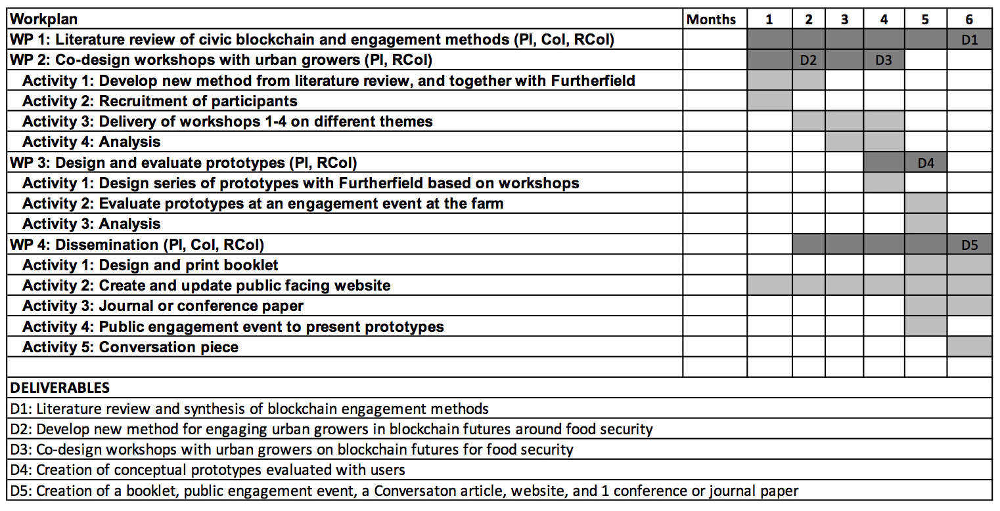 Workplan Months 1 2 3 4 5 6
WP 1: Literature review of civic blockchain and engagement methods (PI, CoI, RCoI) D1
WP 2: Co-design workshops with urban growers (PI, RCoI) D2 D3
Activity 1: Develop new method from literature review, and together with Furtherfield
Activity 2: Recruitment of participants
Activity 3: Delivery of workshops 1-4 on different themes
Activity 4: Analysis
WP 3: Design and evaluate prototypes (PI, RCoI) D4
Activity 1: Design series of prototypes with Furtherfield based on workshops
Activity 2: Evaluate prototypes at an engagement event at the farm
Activity 3: Analysis
WP 4: Dissemination (PI, CoI, RCoI) D5
Activity 1: Design and print booklet
Activity 2: Create and update public facing website
Activity 3: Journal or conference paper
Activity 4: Public engagement event to present prototypes
Activity 5: Conversation piece
DELIVERABLES
D1: Literature review and synthesis of blockchain engagement methods
D2: Develop new method for engaging urban growers in blockchain futures around food security
D3: Co-design workshops with urban growers on blockchain futures for food security
D4: Creation of conceptual prototypes evaluated with users
D5: Creation of a booklet, public engagement event, a Conversaton article, website, and 1 conference or journal paper